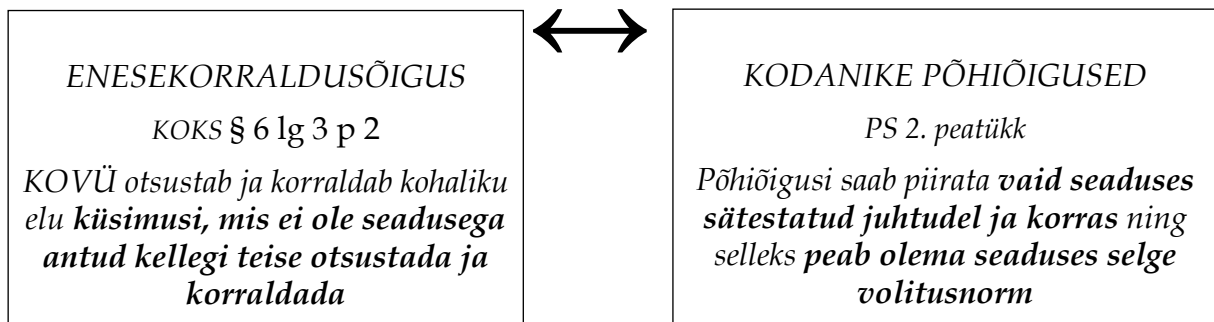 ENESEKORRALDUSÕIGUS
KOKS § 6 lg 3 p 2
KOVÜ otsustab ja korraldab kohaliku
elu küsimusi, mis ei ole seadusega
antud kellegi teise otsustada ja
korraldada
KODANIKE PÕHIÕIGUSED
PS 2. peatükk
Põhiõigusi saab piirata vaid seaduses
sätestatud juhtudel ja korras ning
selleks peab olema seaduses selge
volitusnorm